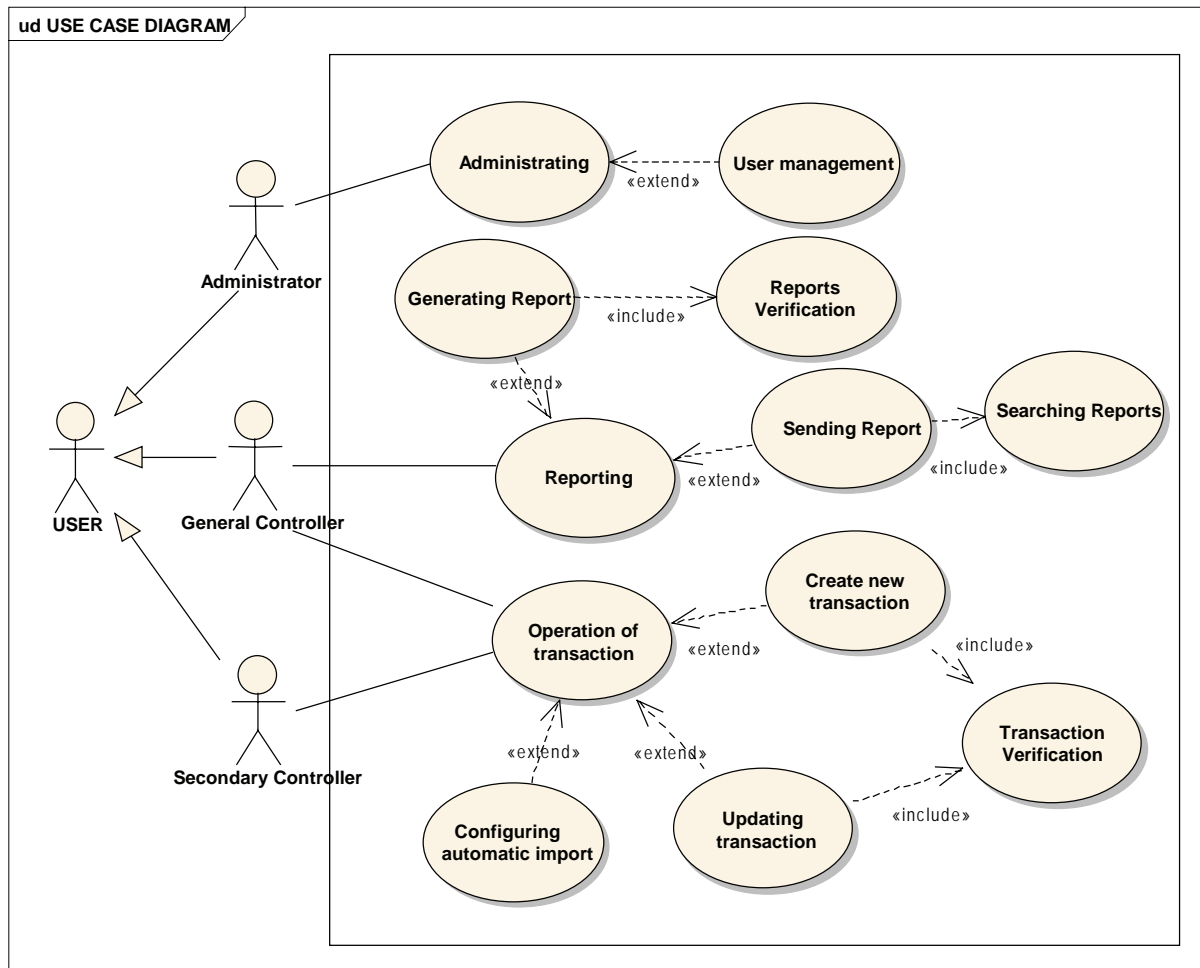 ud USE CASE DIAGRAM
Administrating
User management
«extend»
Administrator
Generating Report
Reports
Verification
«include»
«extend»
Searching Reports
Sending Report
«include»
«extend»
Reporting
USER
General Controller
Create new
transaction
Operation of
transaction
«extend»
«include»
Secondary Controller
Transaction
Verification
«extend»
«extend»
Configuring
automatic import
Updating
transaction
«include»